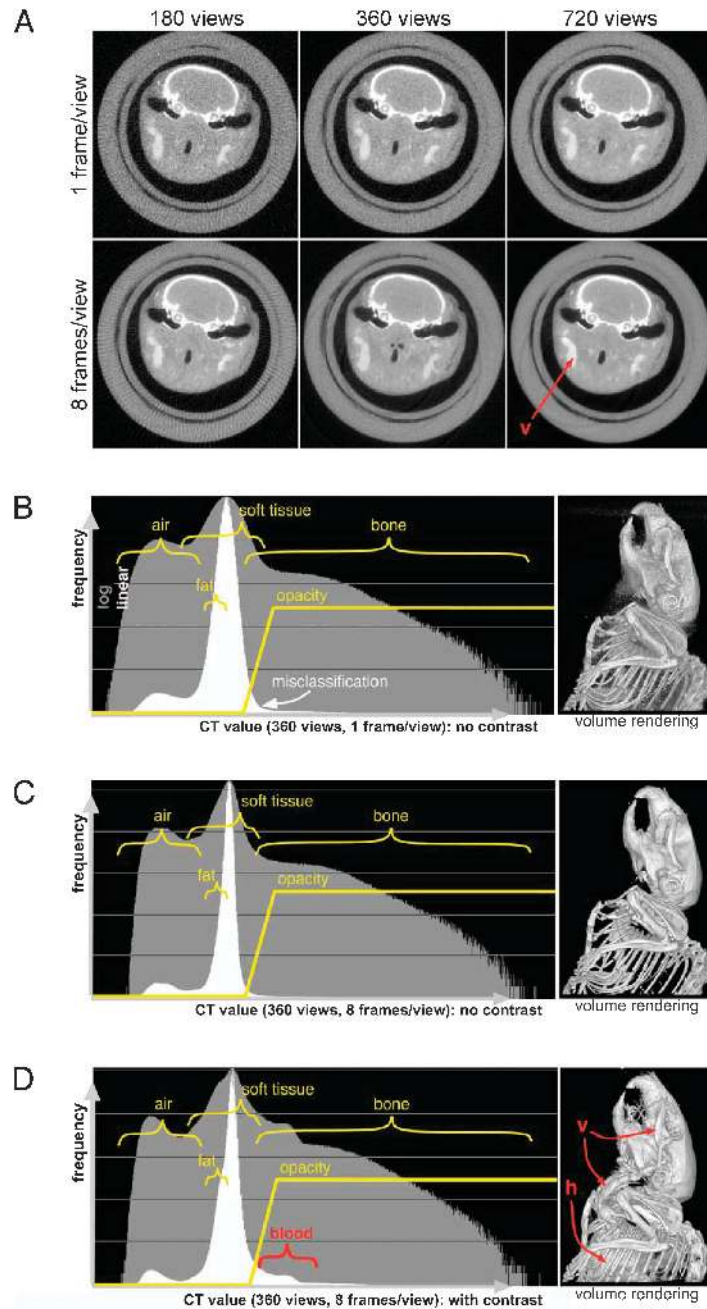 A
180 views
360 views
720 views
1 frame/view
8 frames/view
v
B
frequency
log
linear
air
soft tissue
fat
bone
opacity
misclassification
CT value (360 views, 1 frame/view): no contrast
volume rendering
C
frequency
air
soft tissue
fat
bone
opacity
CT value (360 views, 8 frames/view): no contrast
volume rendering
D
frequency
air
soft tissue
fat
bone
opacity
blood
CT value (360 views, 8 frames/view): with contrast
v
h
volume rendering